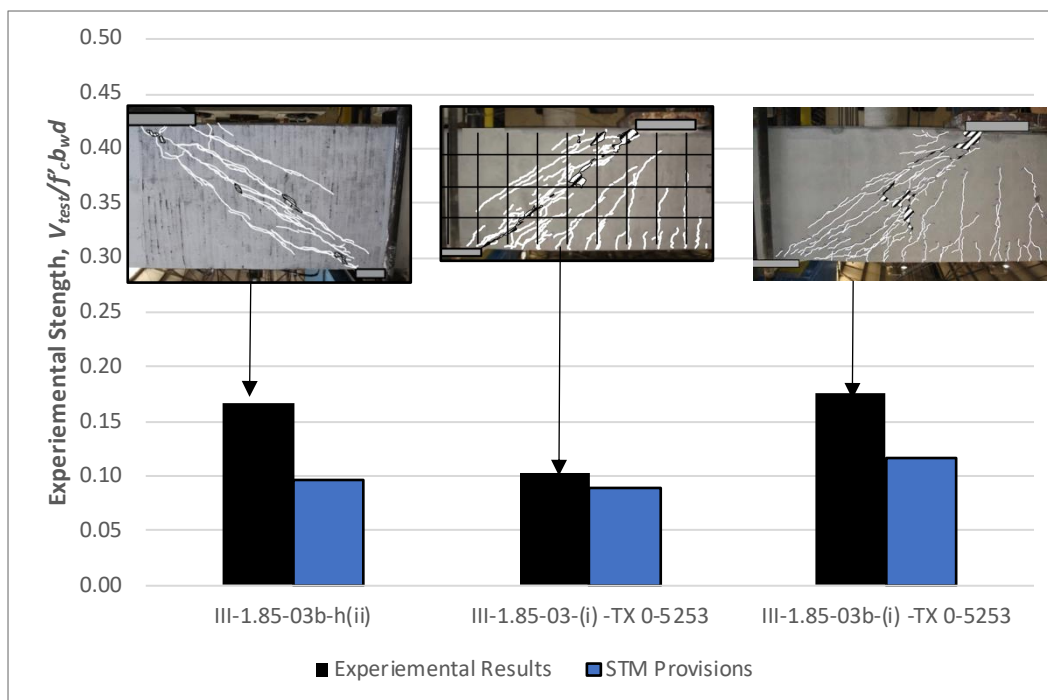 Experiemental Stength, Vtest/f'cbwd
0.50
0.45
0.40
0.35
0.30
0.25
0.20
0.15
0.10
0.05
0.00
III-1.85-03b-h(ii)
III-1.85-03-(i) -TX 0-5253
III-1.85-03b-(i) -TX 0-5253
Experiemental Results
STM Provisions